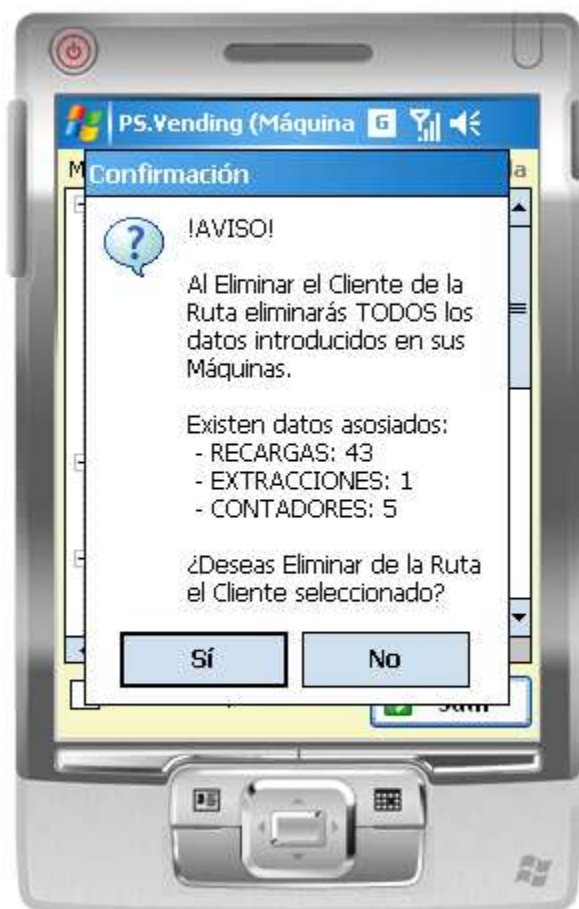 PS.Vending (Máquina
G
M
la
Confirmación
!AVISO!
Al Eliminar el Cliente de la
Ruta eliminarás TODOS los
datos introducidos en sus
Máquinas.
Existen datos asosiados:
- RECARGAS: 43
- EXTRACCIONES: 1
- CONTADORES: 5
¿Deseas Eliminar de la Ruta
el Cliente seleccionado?
Sí
No